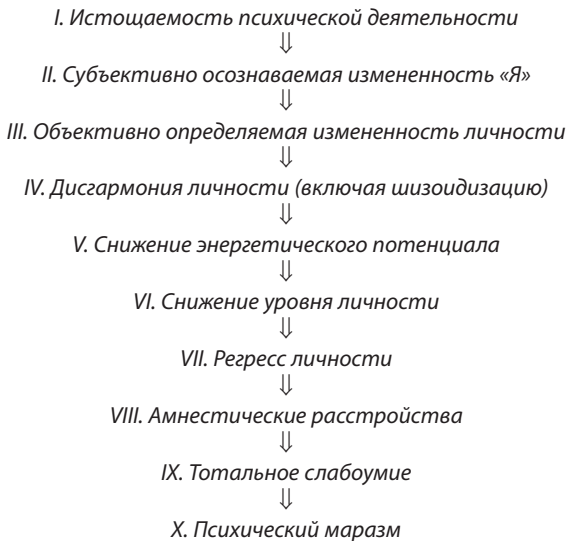 I. Истощаемость психической деятельности
⇓
II. Субъективно осознаваемая измененность «Я»
⇓
III. Объективно определяемая измененность личности
⇓
IV. Дисгармония личности (включая шизоидизацию)
⇓
V. Снижение энергетического потенциала
⇓
VI. Снижение уровня личности
⇓
VII. Регресс личности
⇓
VIII. Амнестические расстройства
⇓
IX. Тотальное слабоумие
⇓
X. Психический маразм